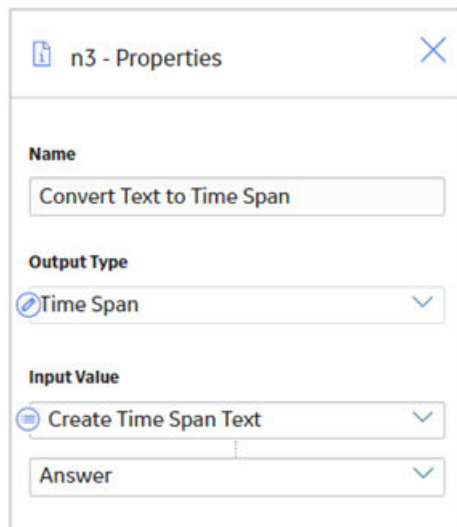 n3 - Properties
Name
Convert Text to Time Span
Output Type
Time Span
Input Value
Create Time Span Text
Answer